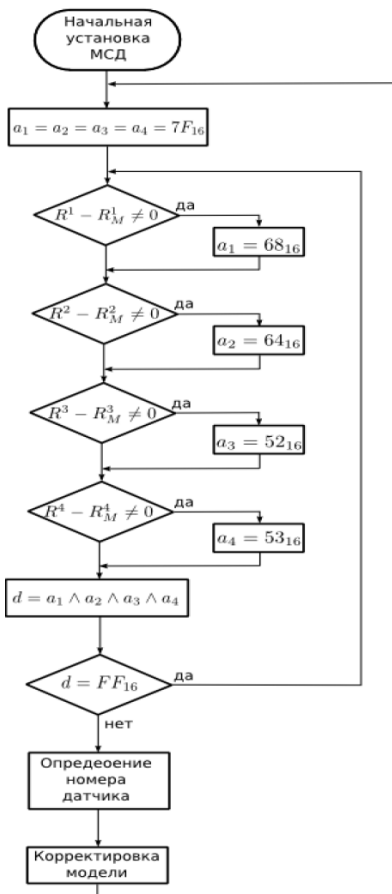 Начальная
установка
МСД
a₁ = a₂ = a₃ = a₄ = 7F₁₆
R¹ − R¹_M ≠ 0
да
a₁ = 68₁₆
R² − R²_M ≠ 0
да
a₂ = 64₁₆
R³ − R³_M ≠ 0
да
a₃ = 52₁₆
R⁴ − R⁴_M ≠ 0
да
a₄ = 53₁₆
d = a₁ ∧ a₂ ∧ a₃ ∧ a₄
d = FF₁₆
да
нет
Опредеоение
номера
датчика
Корректировка
модели